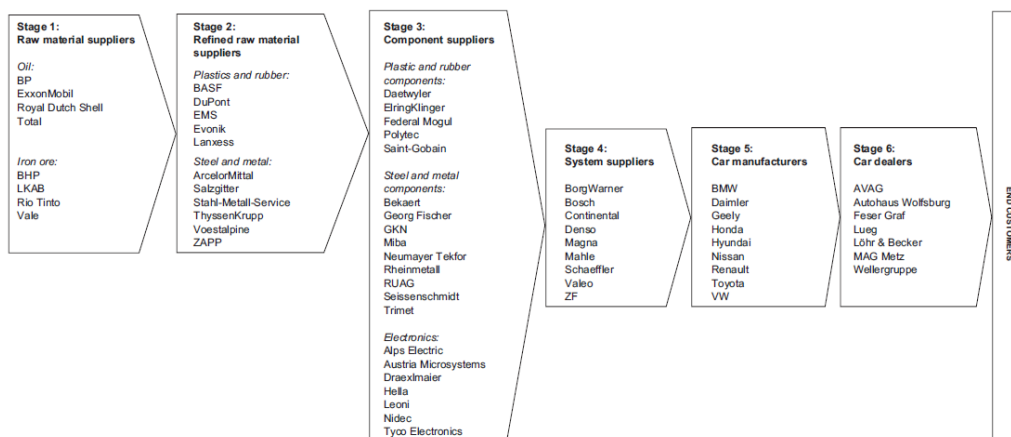 Stage 1:
Raw material suppliers
Oil:
BP
ExxonMobil
Royal Dutch Shell
Total
Iron ore:
BHP
LKAB
Rio Tinto
Vale
Stage 2:
Refined raw material
suppliers
Plastics and rubber:
BASF
DuPont
EMS
Evonik
Lanxess
Steel and metal:
ArcelorMittal
Salzgitter
Stahl-Metall-Service
ThyssenKrupp
Voestalpine
ZAPP
Stage 3:
Component suppliers
Plastic and rubber
components:
Daetwyler
ElringKlinger
Federal Mogul
Polytec
Saint-Gobain
Steel and metal
components:
Bekaert
Georg Fischer
GKN
Miba
Neumayer Tekfor
Rheinmetall
RUAG
Seissenschmidt
Trimet
Electronics:
Alps Electric
Austria Microsystems
Draexlmaier
Hella
Leoni
Nidec
Tyco Electronics
Stage 4:
System suppliers
BorgWarner
Bosch
Continental
Denso
Magna
Mahle
Schaeffler
Valeo
ZF
Stage 5:
Car manufacturers
BMW
Daimler
Geely
Honda
Hyundai
Nissan
Renault
Toyota
VW
Stage 6:
Car dealers
AVAG
Autohaus Wolfsburg
Feser Graf
Lueg
Löhr & Becker
MAG Metz
Wellergruppe
END CUSTOMERS